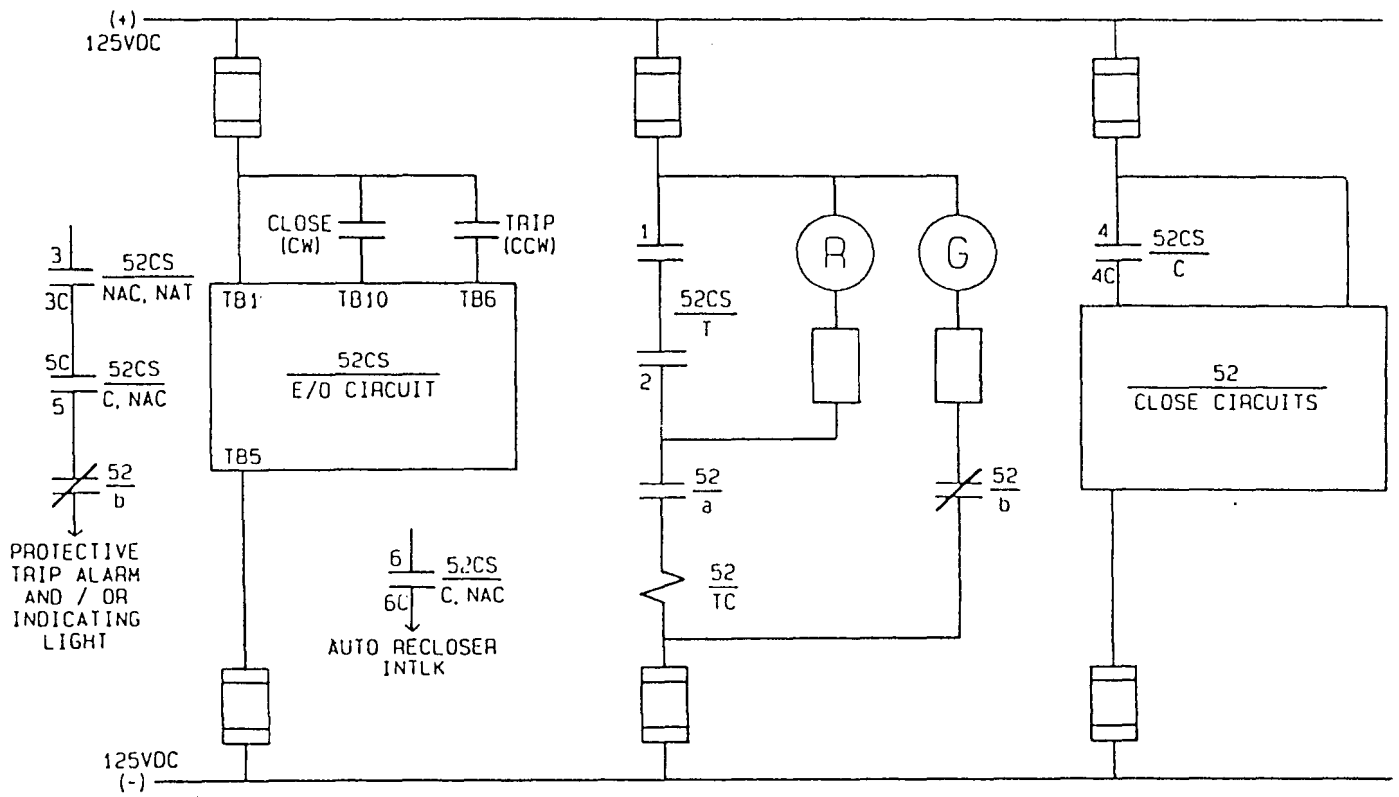 (+)
125VDC
CLOSE
(CW)
TRIP
(CCW)
3
3C
52CS
NAC, NAT
5C
5
52CS
C, NAC
52
b
PROTECTIVE
TRIP ALARM
AND / OR
INDICATING
LIGHT
TB1
TB10
TB6
52CS
E/O CIRCUIT
TB5
6
6C
52CS
C, NAC
AUTO RECLOSER
INTLK
1
52CS
T
2
R
G
52
a
52
b
52
TC
4
4C
52CS
C
52
CLOSE CIRCUITS
125VDC
(-)